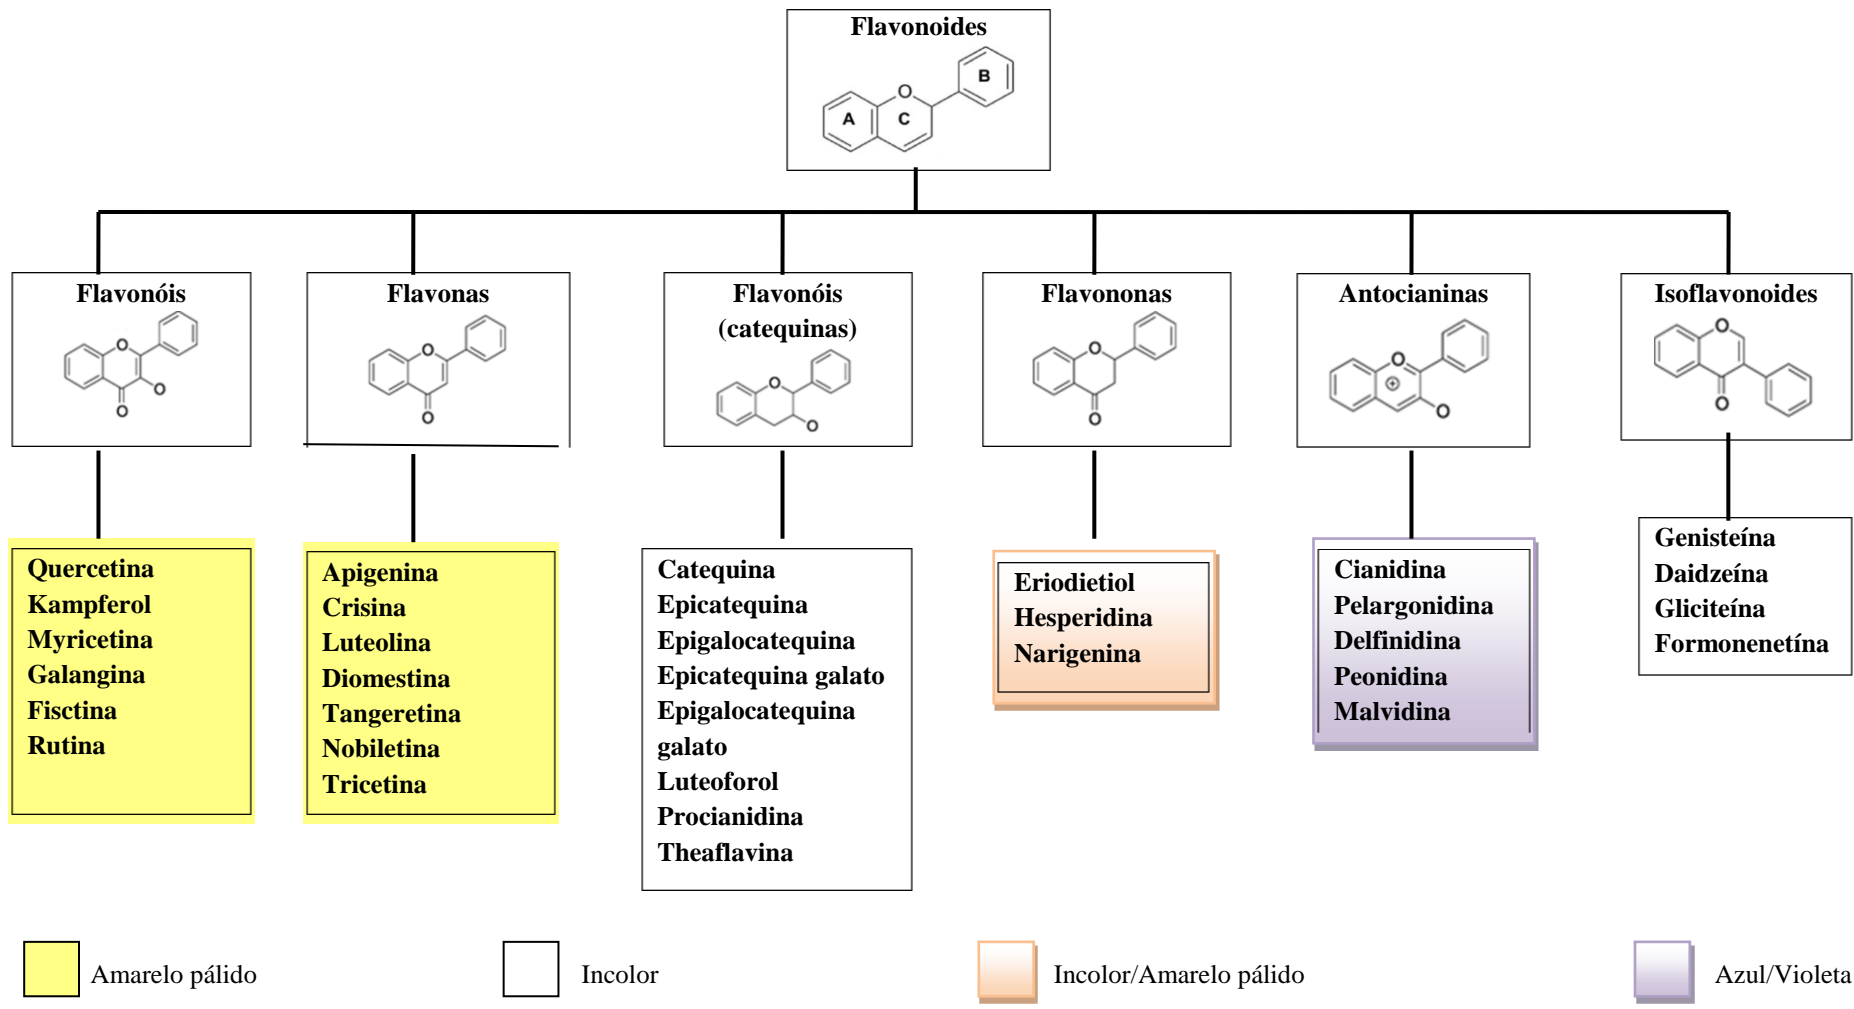 Flavonoides
B
O
A
C
Flavonóis
O
O
O
Flavonas
O
O
Flavonóis
(catequinas)
O
O
Flavononas
O
O
Antocianinas
O
+
O
Isoflavonoides
O
O
Quercetina
Kampferol
Myricetina
Galangina
Fisctina
Rutina
Apigenina
Crisina
Luteolina
Diomestina
Tangeretina
Nobiletina
Tricetina
Catequina
Epicatequina
Epigalocatequina
Epicatequina galato
Epigalocatequina
galato
Luteoforol
Procianidina
Theaflavina
Eriodietiol
Hesperidina
Narigenina
Cianidina
Pelargonidina
Delfinidina
Peonidina
Malvidina
Genisteína
Daidzeína
Gliciteína
Formonenetína
Amarelo pálido
Incolor
Incolor/Amarelo pálido
Azul/Violeta